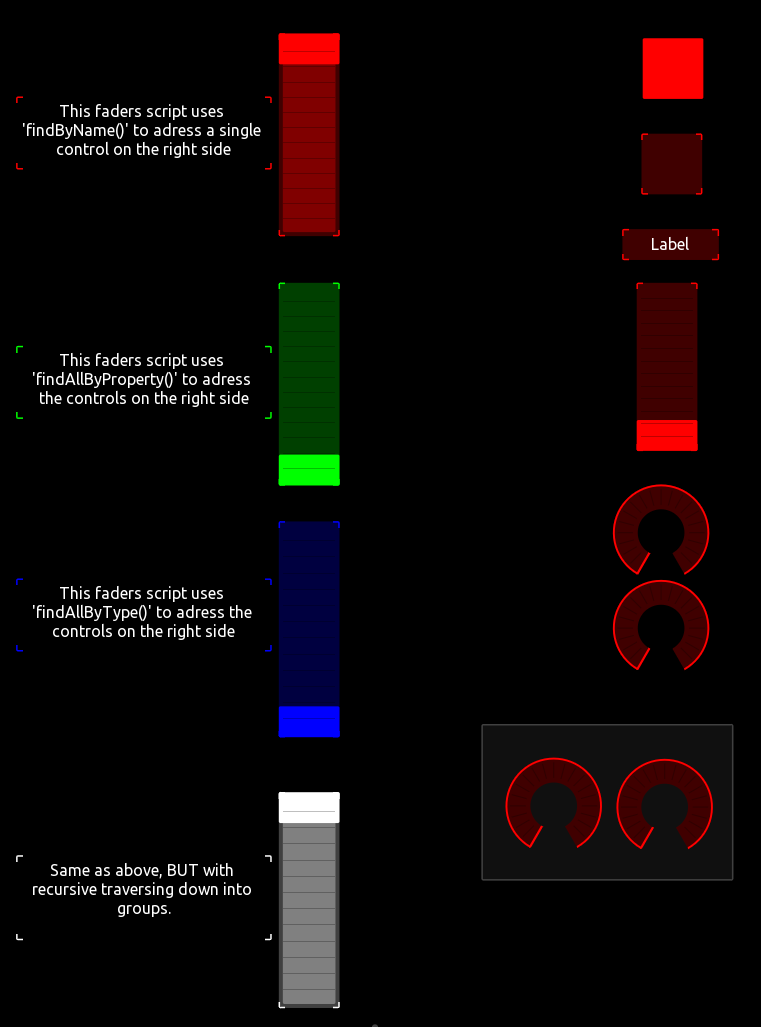 This faders script uses
'findByName()' to adress a single
control on the right side
Label
This faders script uses
'findAllByProperty()' to adress
the controls on the right side
This faders script uses
'findAllByType()' to adress the
controls on the right side
Same as above, BUT with
recursive traversing down into
groups.